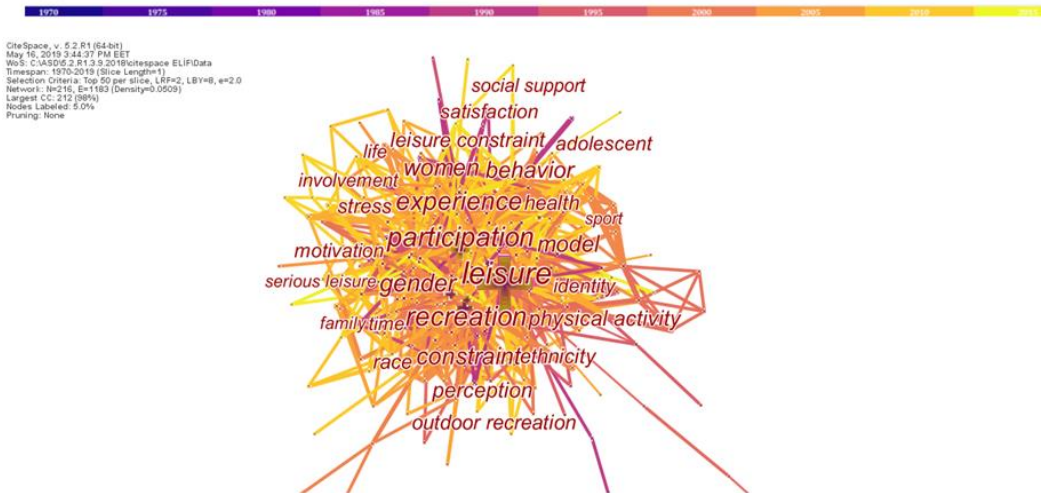 1970 1975 1980 1985 1990 1995 2000 2005 2010 2015
CiteSpace, v. 5.2.R1 (64-bit)
May 16, 2019 3:44:37 PM EET
WoS: C:\ASD\5.2.R1.3.9.2018\citespace ELİF\Data
Timespan: 1970-2019 (Slice Length=1)
Selection Criteria: Top 50 per slice, LRF=2, LBY=8, e=2.0
Network: N=216, E=1183 (Density=0.0509)
Largest CC: 212 (98%)
Nodes Labeled: 5.0%
Pruning: None
social support
satisfaction
leisure constraint adolescent
life
women behavior
involvement
stress experience health
sport
participation model
motivation
leisure
serious leisure gender identity
family time recreation physical activity
race constraint ethnicity
perception
outdoor recreation